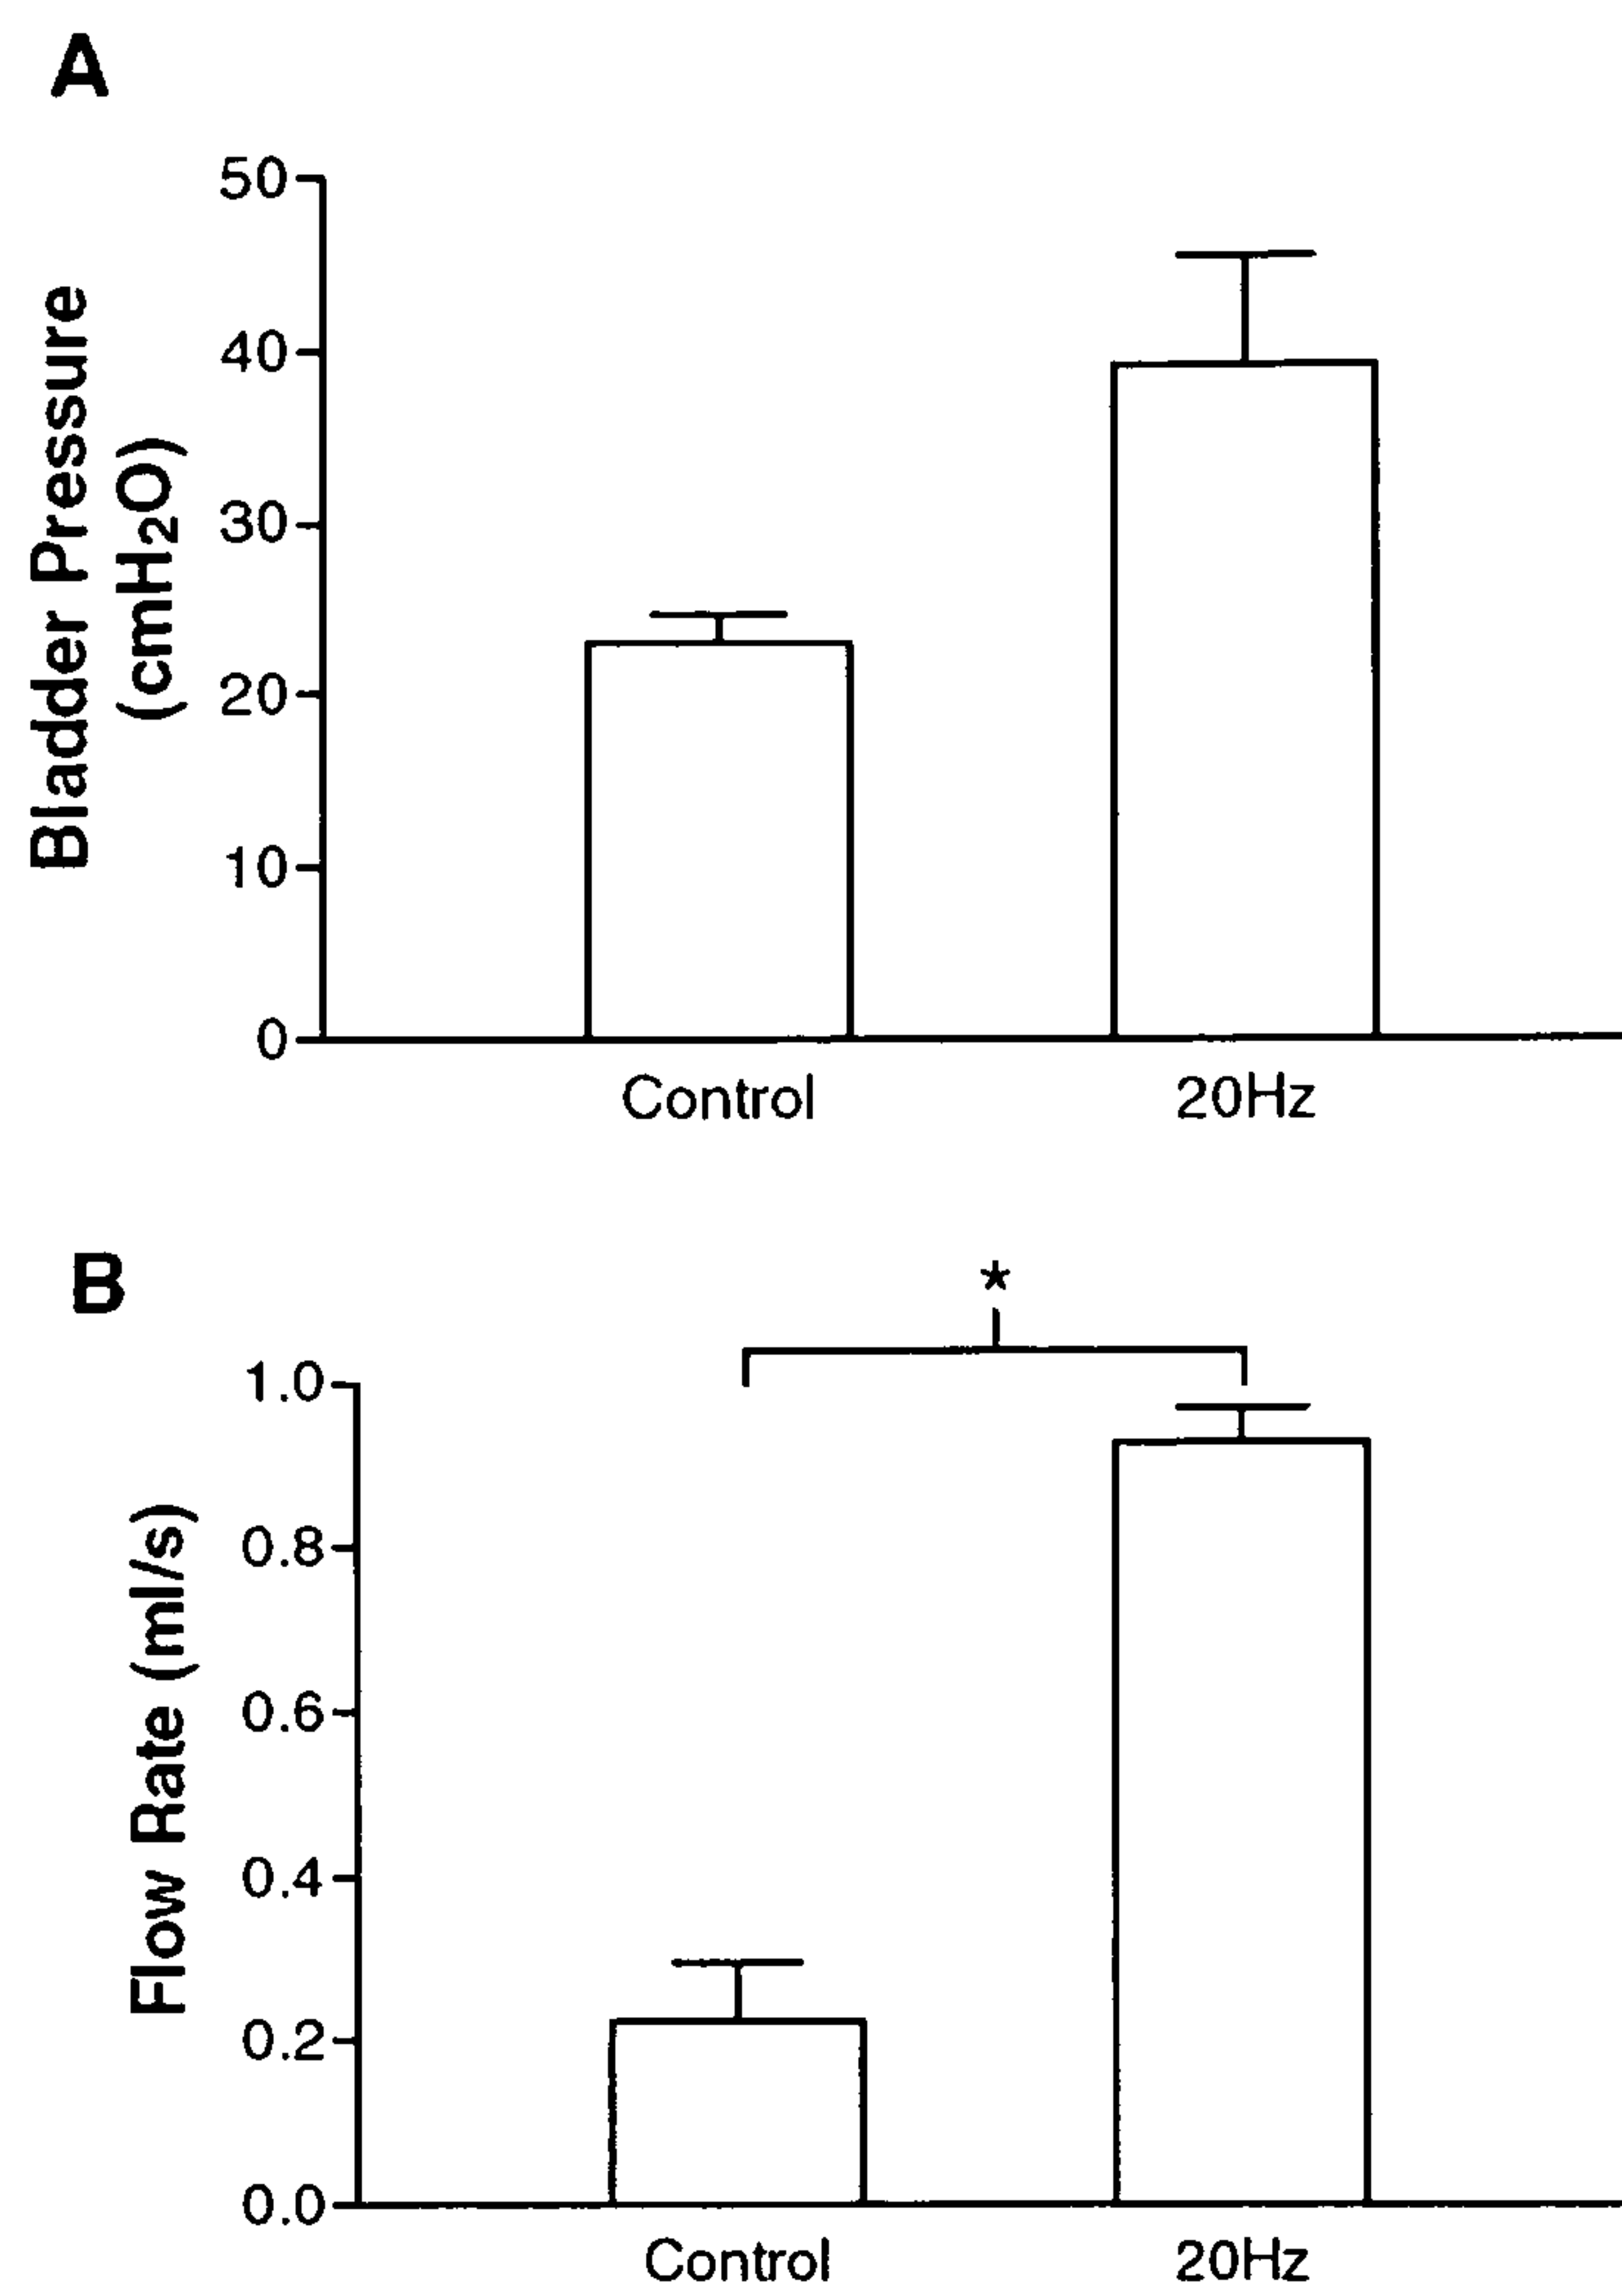 A
Bladder Pressure
(cmH₂O)
50
40
30
20
10
0
Control 20Hz
B
*
Flow Rate (ml/s)
1.0
0.8
0.6
0.4
0.2
0.0
Control 20Hz